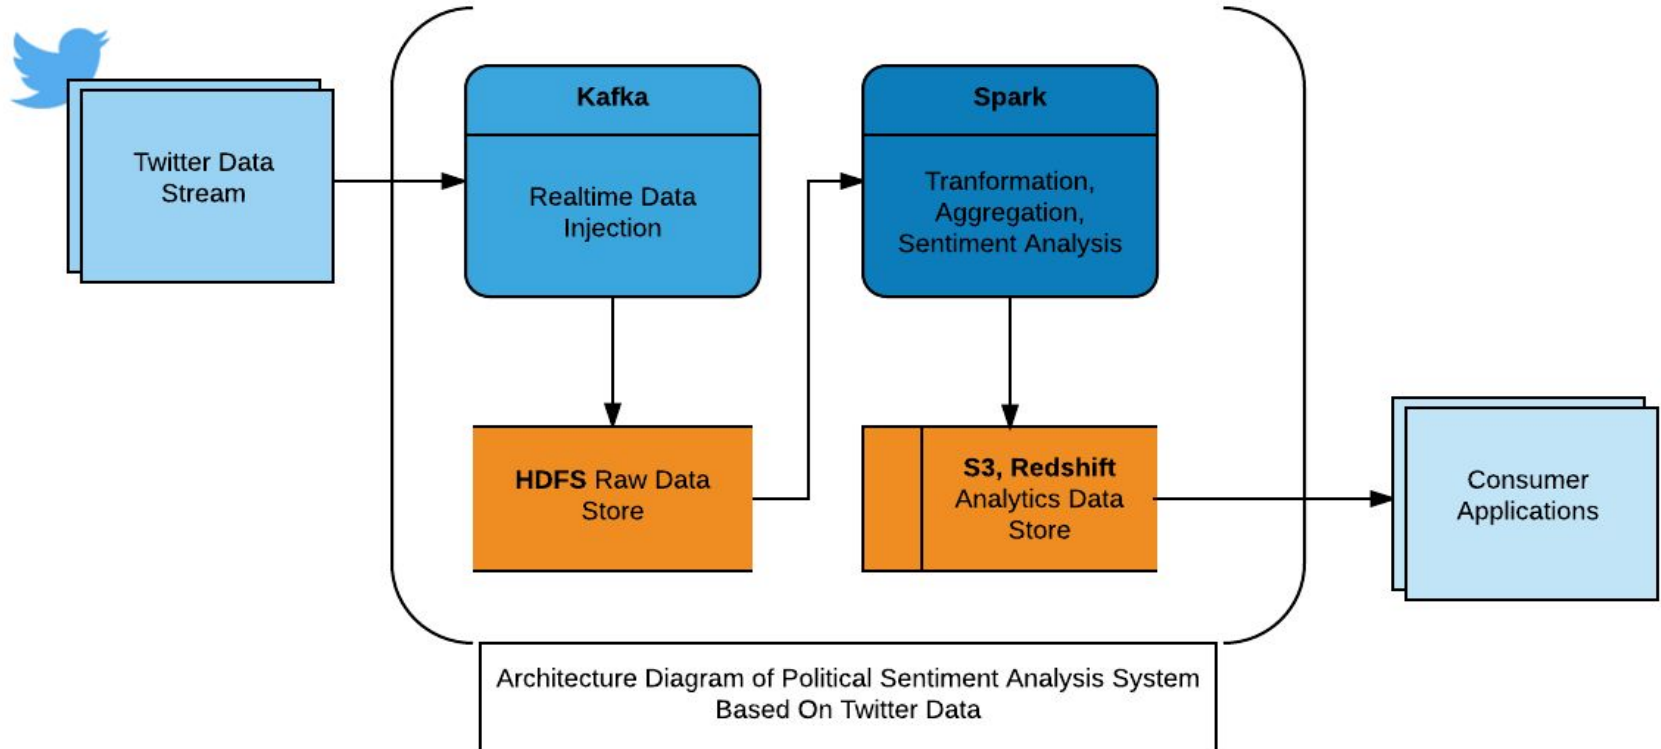 Kafka
Spark
Twitter Data
Stream
Realtime Data
Injection
Tranformation,
Aggregation,
Sentiment Analysis
HDFS Raw Data
Store
S3, Redshift
Analytics Data
Store
Consumer
Applications
Architecture Diagram of Political Sentiment Analysis System
Based On Twitter Data